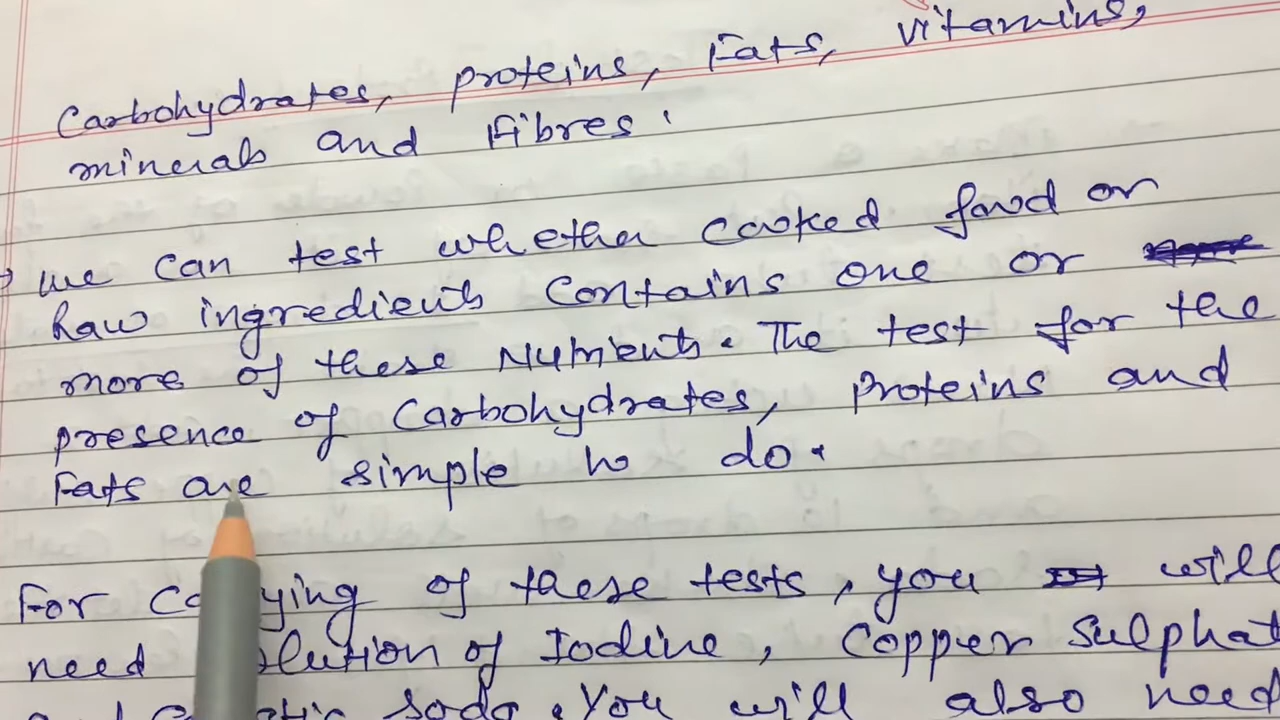 Carbohydrates, proteins, Fats, vitamins,
minerals and Fibres.
we can test whether cooked food or
Raw ingredients contains one or
more of these Nutrients. The test for the
presence of Carbohydrates, Proteins and
Fats are simple to do.
For of these tests, you will
need of Iodine, Copper Sulphat
soda. You will also need